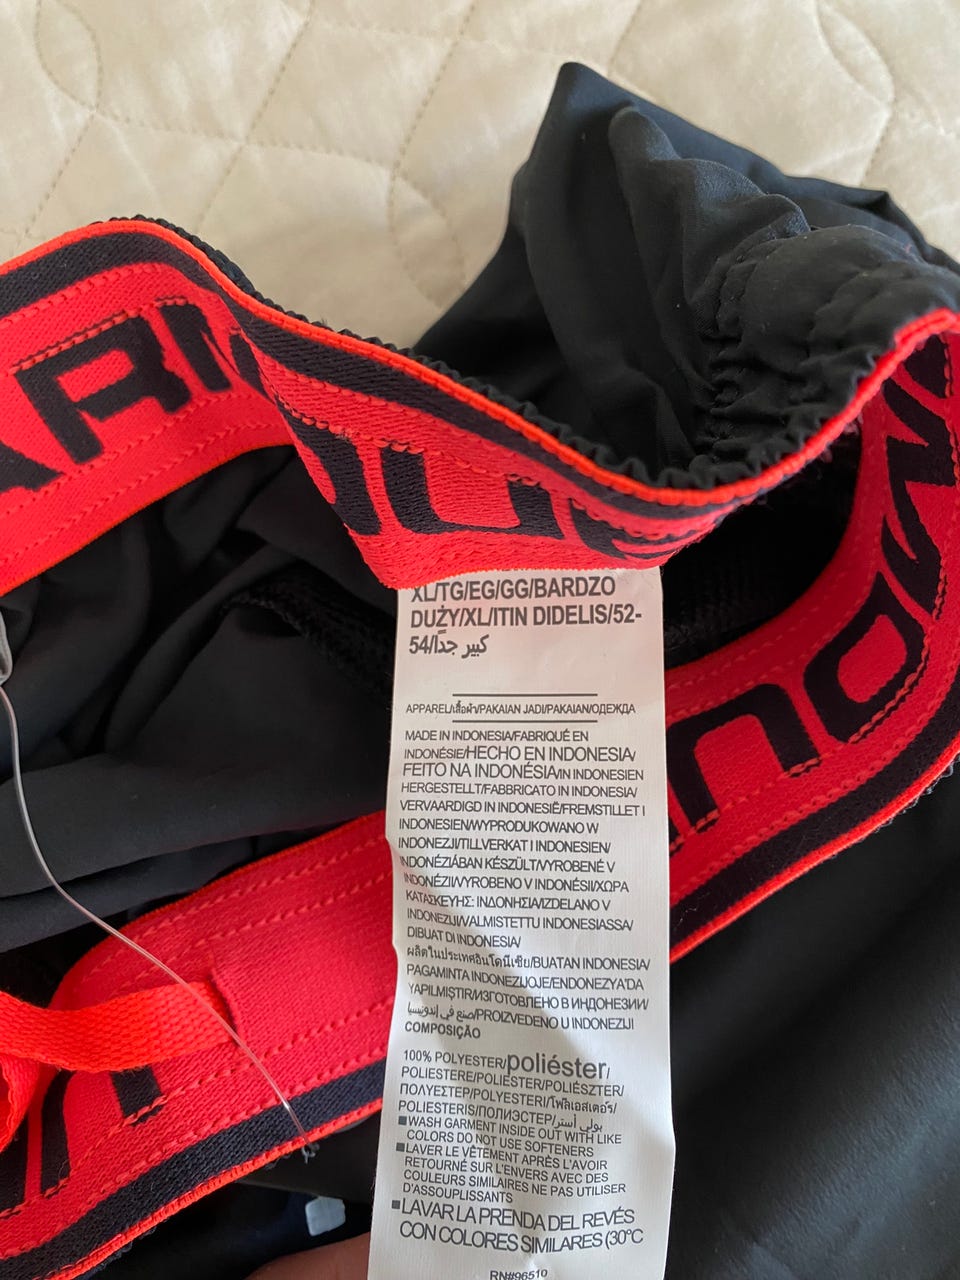 ARM
OUR
ARMOUR
XL/TG/EG/GG/BARDZO
DUŻY/XL/ITIN DIDELIS/52-
54/كبير جدًا
APPAREL/เสื้อผ้า/PAKAIAN JADI/PAKAIAN/ОДЕЖДА
MADE IN INDONESIA/FABRIQUÉ EN
INDONÉSIE/HECHO EN INDONESIA/
FEITO NA INDONÉSIA/IN INDONESIEN
HERGESTELLT/FABBRICATO IN INDONESIA/
VERVAARDIGD IN INDONESIË/FREMSTILLET I
INDONESIEN/WYPRODUKOWANO W
INDONEZJI/TILLVERKAT I INDONESIEN/
INDONÉZIÁBAN KÉSZÜLT/VYROBENÉ V
INDONÉZII/VYROBENO V INDONÉSII/ΧΩΡΑ
ΚΑΤΑΣΚΕΥΗΣ: ΙΝΔΟΝΗΣΙΑ/IZDELANO V
INDONEZIJI/VALMISTETTU INDONESIASSA/
DIBUAT DI INDONESIA/
ผลิตในประเทศอินโดนีเซีย/BUATAN INDONESIA/
PAGAMINTA INDONEZIJOJE/ENDONEZYA'DA
YAPILMIŞTIR/ИЗГОТОВЛЕНО В ИНДОНЕЗИИ/
صنع في إندونيسيا/PROIZVEDENO U INDONEZIJI
COMPOSIÇÃO
100% POLYESTER/poliéster/
POLIESTERE/POLIESTER/POLIÉSZTER/
ΠΟΛΥΕΣΤΕΡ/POLYESTERI/โพลีเอสเตอร์/
POLIESTERIS/ПОЛИЭСТЕР/بولي أستر
■WASH GARMENT INSIDE OUT WITH LIKE
COLORS DO NOT USE SOFTENERS
■LAVER LE VÊTEMENT APRÈS L'AVOIR
RETOURNÉ SUR L'ENVERS AVEC DES
COULEURS SIMILAIRES NE PAS UTILISER
D'ASSOUPLISSANTS
■LAVAR LA PRENDA DEL REVÉS
CON COLORES SIMILARES (30°C
RN#96510